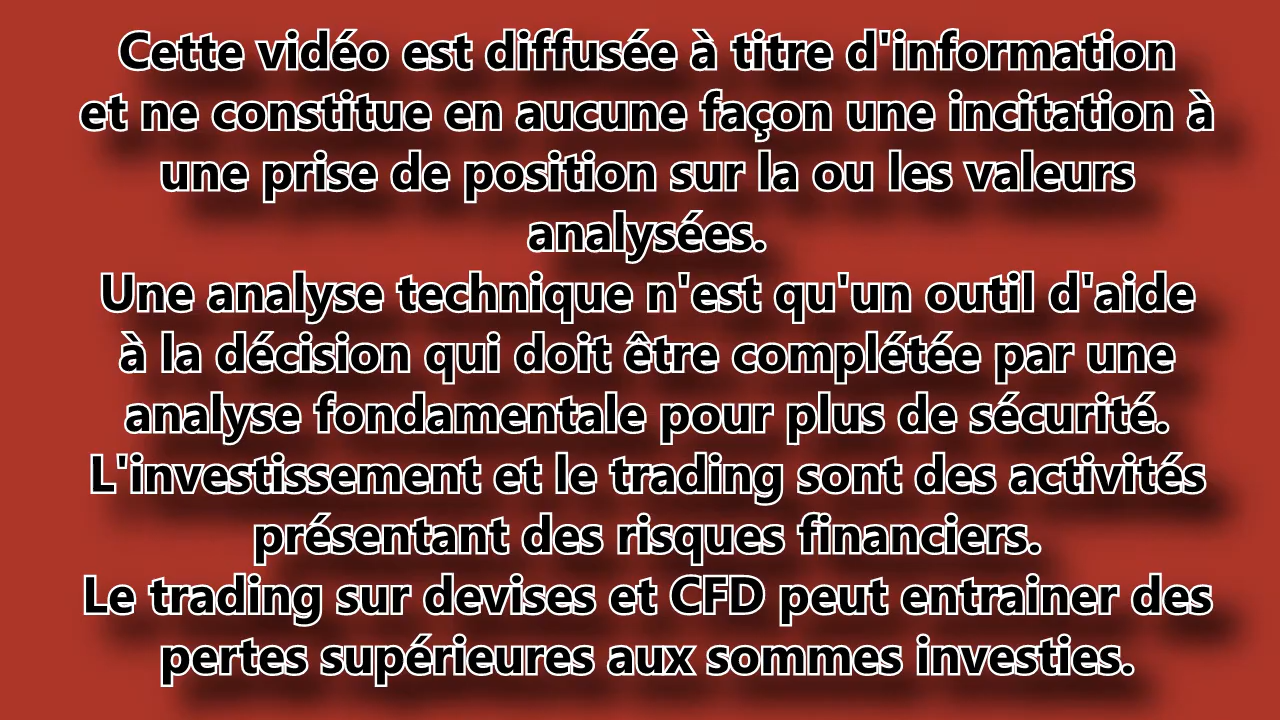 Cette vidéo est diffusée à titre d'information
et ne constitue en aucune façon une incitation à
une prise de position sur la ou les valeurs
analysées.
Une analyse technique n'est qu'un outil d'aide
à la décision qui doit être complétée par une
analyse fondamentale pour plus de sécurité.
L'investissement et le trading sont des activités
présentant des risques financiers.
Le trading sur devises et CFD peut entrainer des
pertes supérieures aux sommes investies.